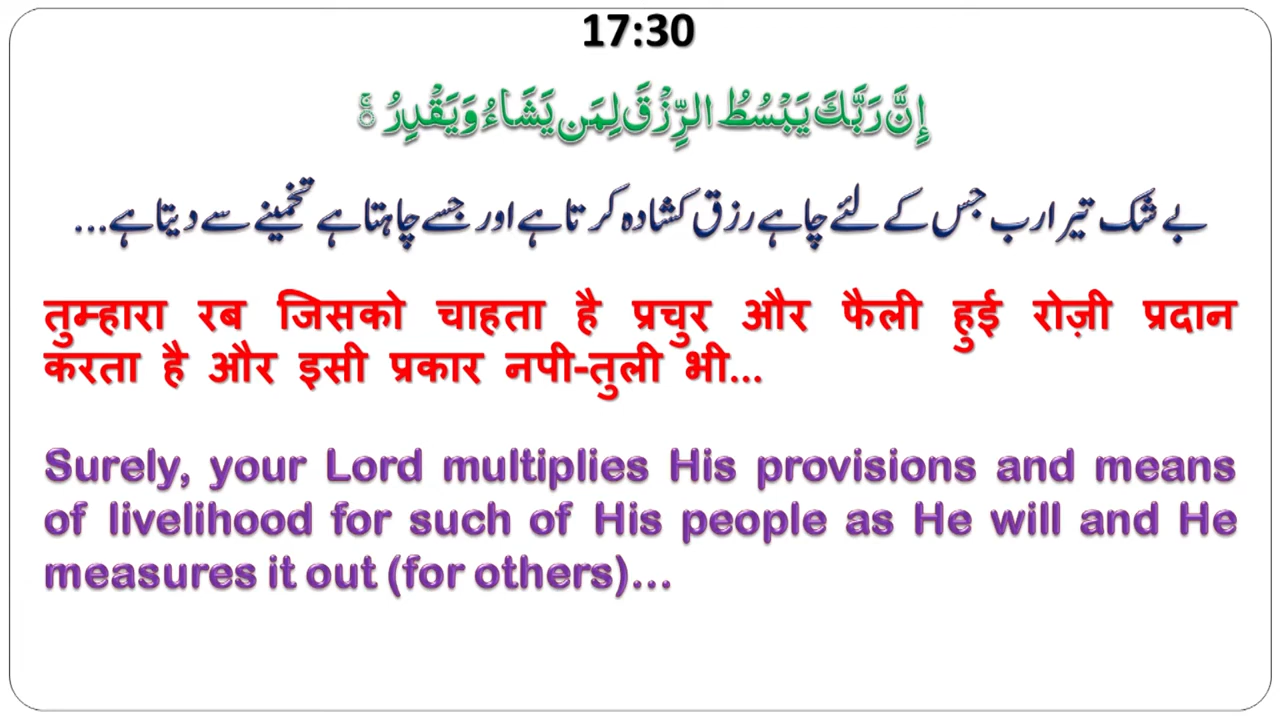 17:30
إِنَّ رَبَّكَ يَبْسُطُ الرِّزْقَ لِمَن يَشَاءُ وَيَقْدِرُ ۚ
بے شک تیرا رب جس کے لئے چاہے رزق کشادہ کرتا ہے اور جسے چاہتا ہے تخمینے سے دیتا ہے...
तुम्हारा रब जिसको चाहता है प्रचुर और फैली हुई रोज़ी प्रदान
करता है और इसी प्रकार नपी-तुली भी...
Surely, your Lord multiplies His provisions and means
of livelihood for such of His people as He will and He
measures it out (for others)...